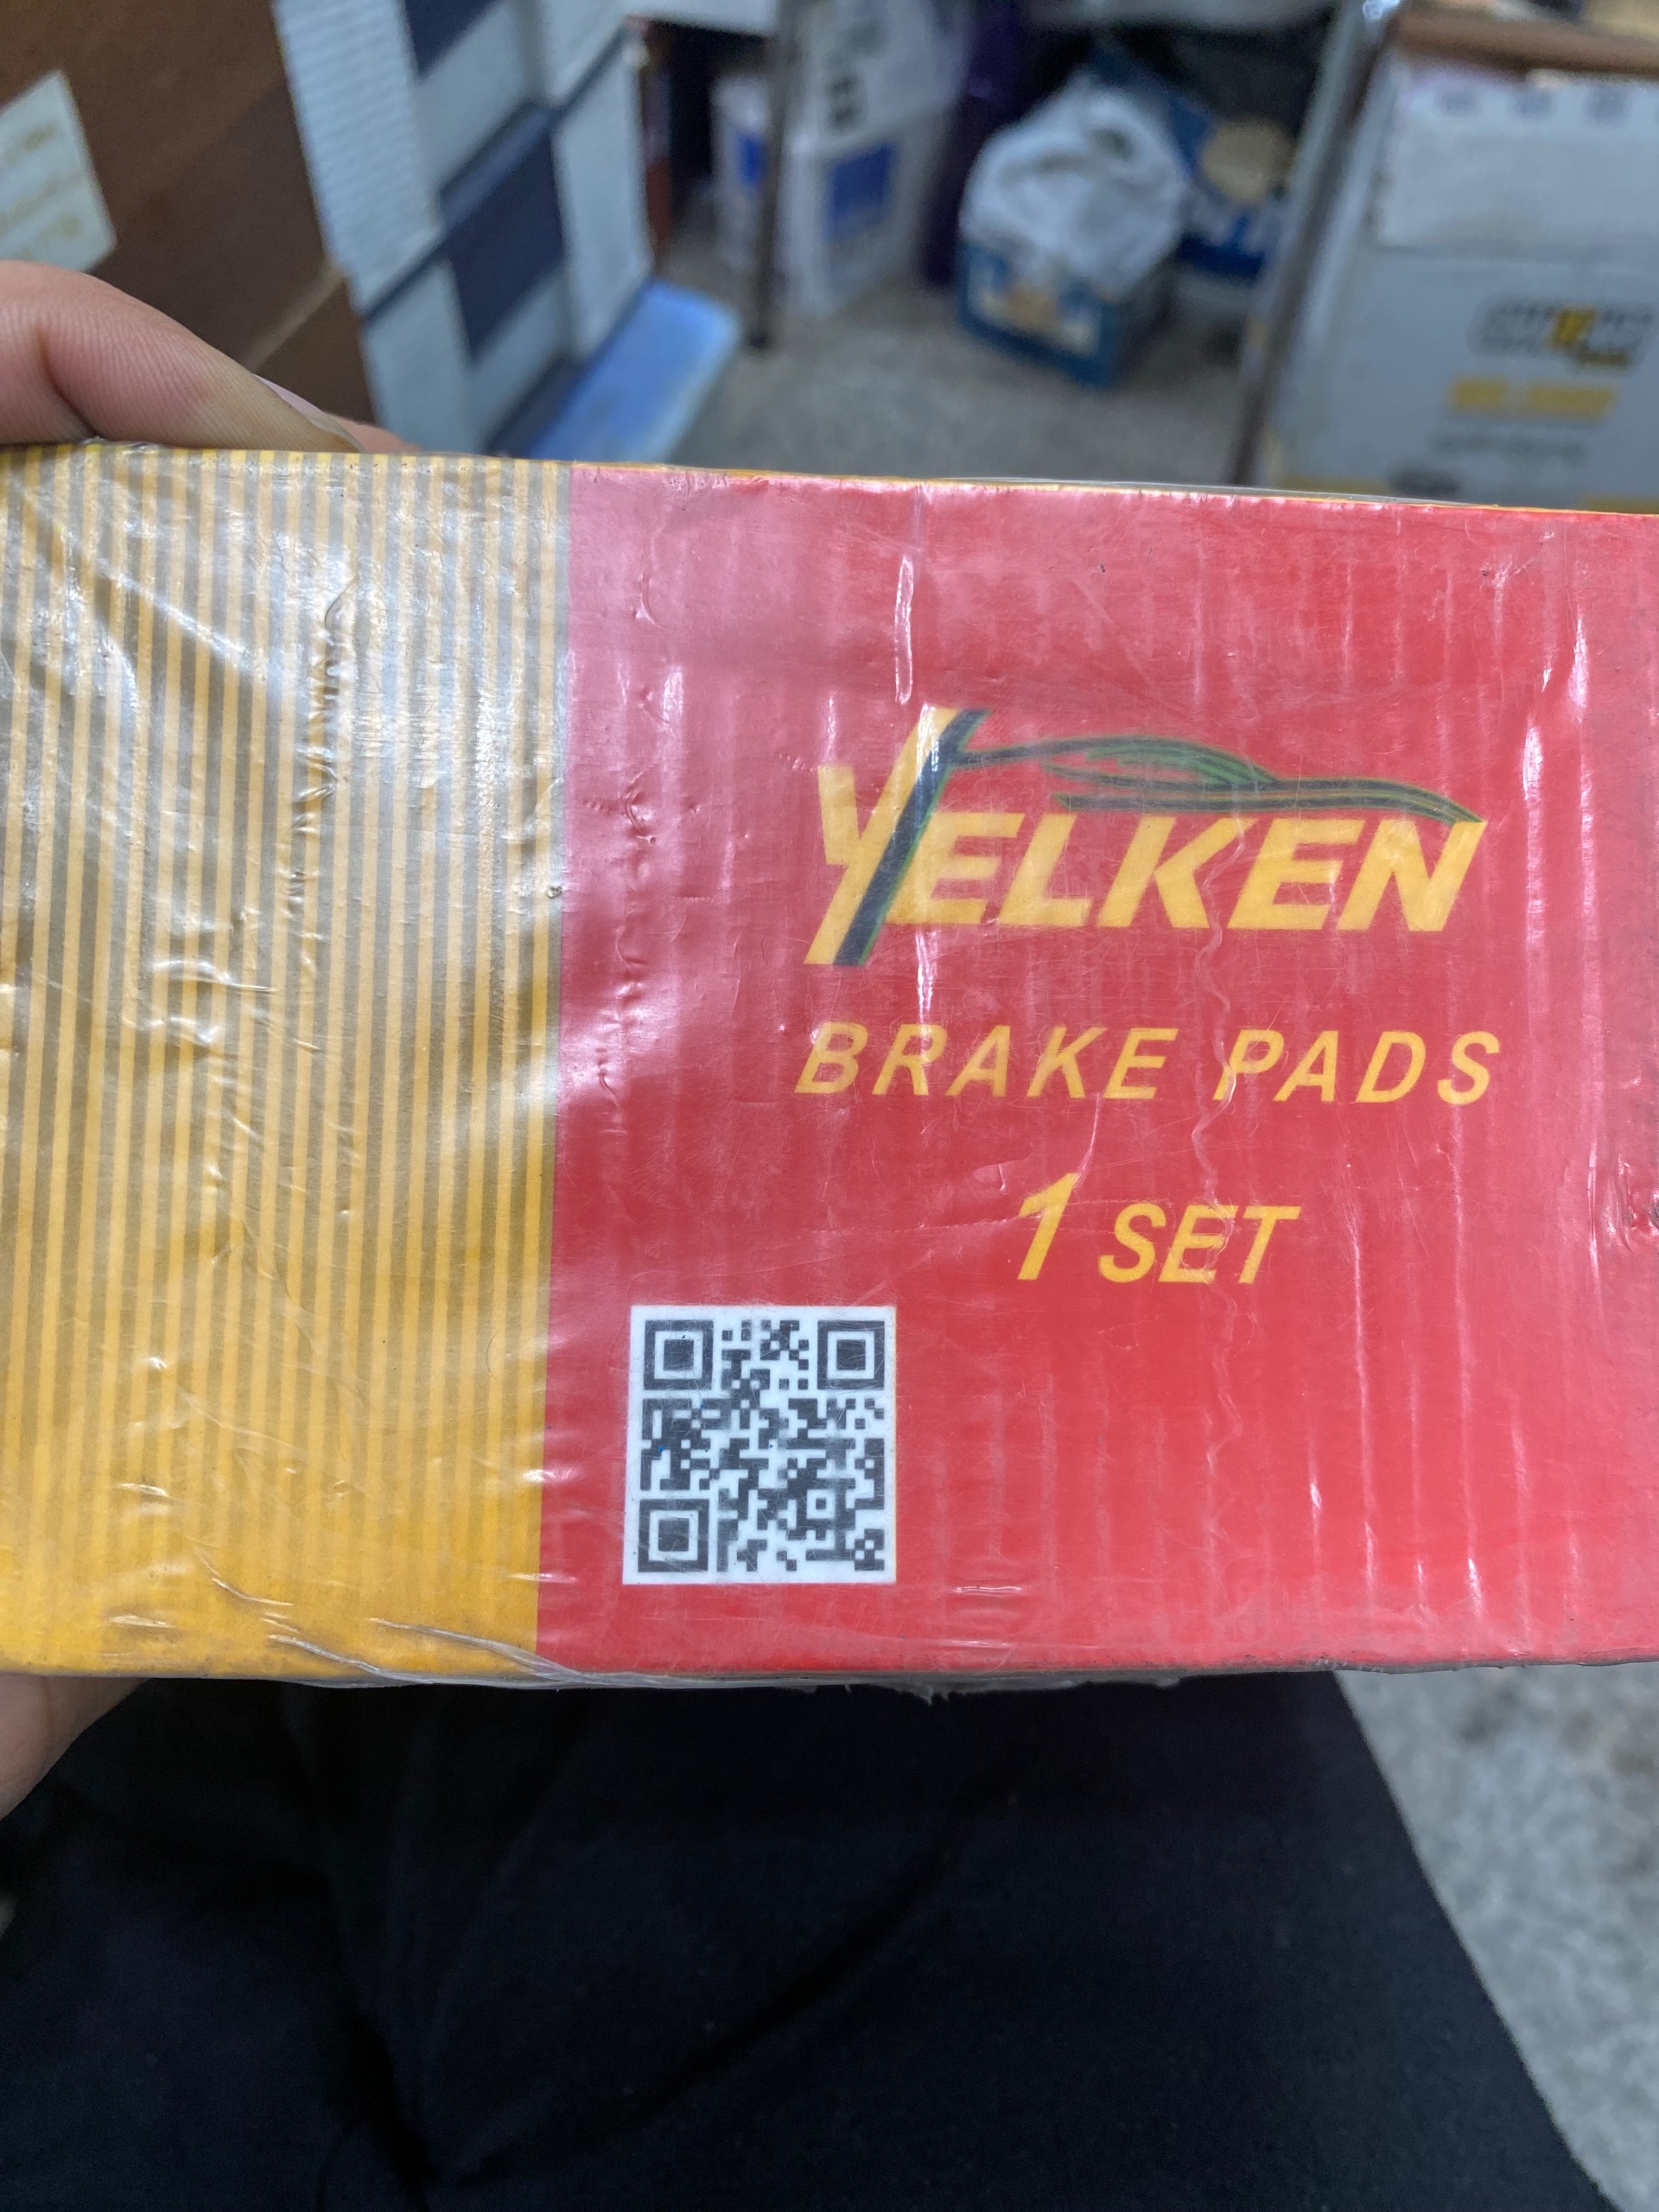 YELKEN
BRAKE PADS
1 SET